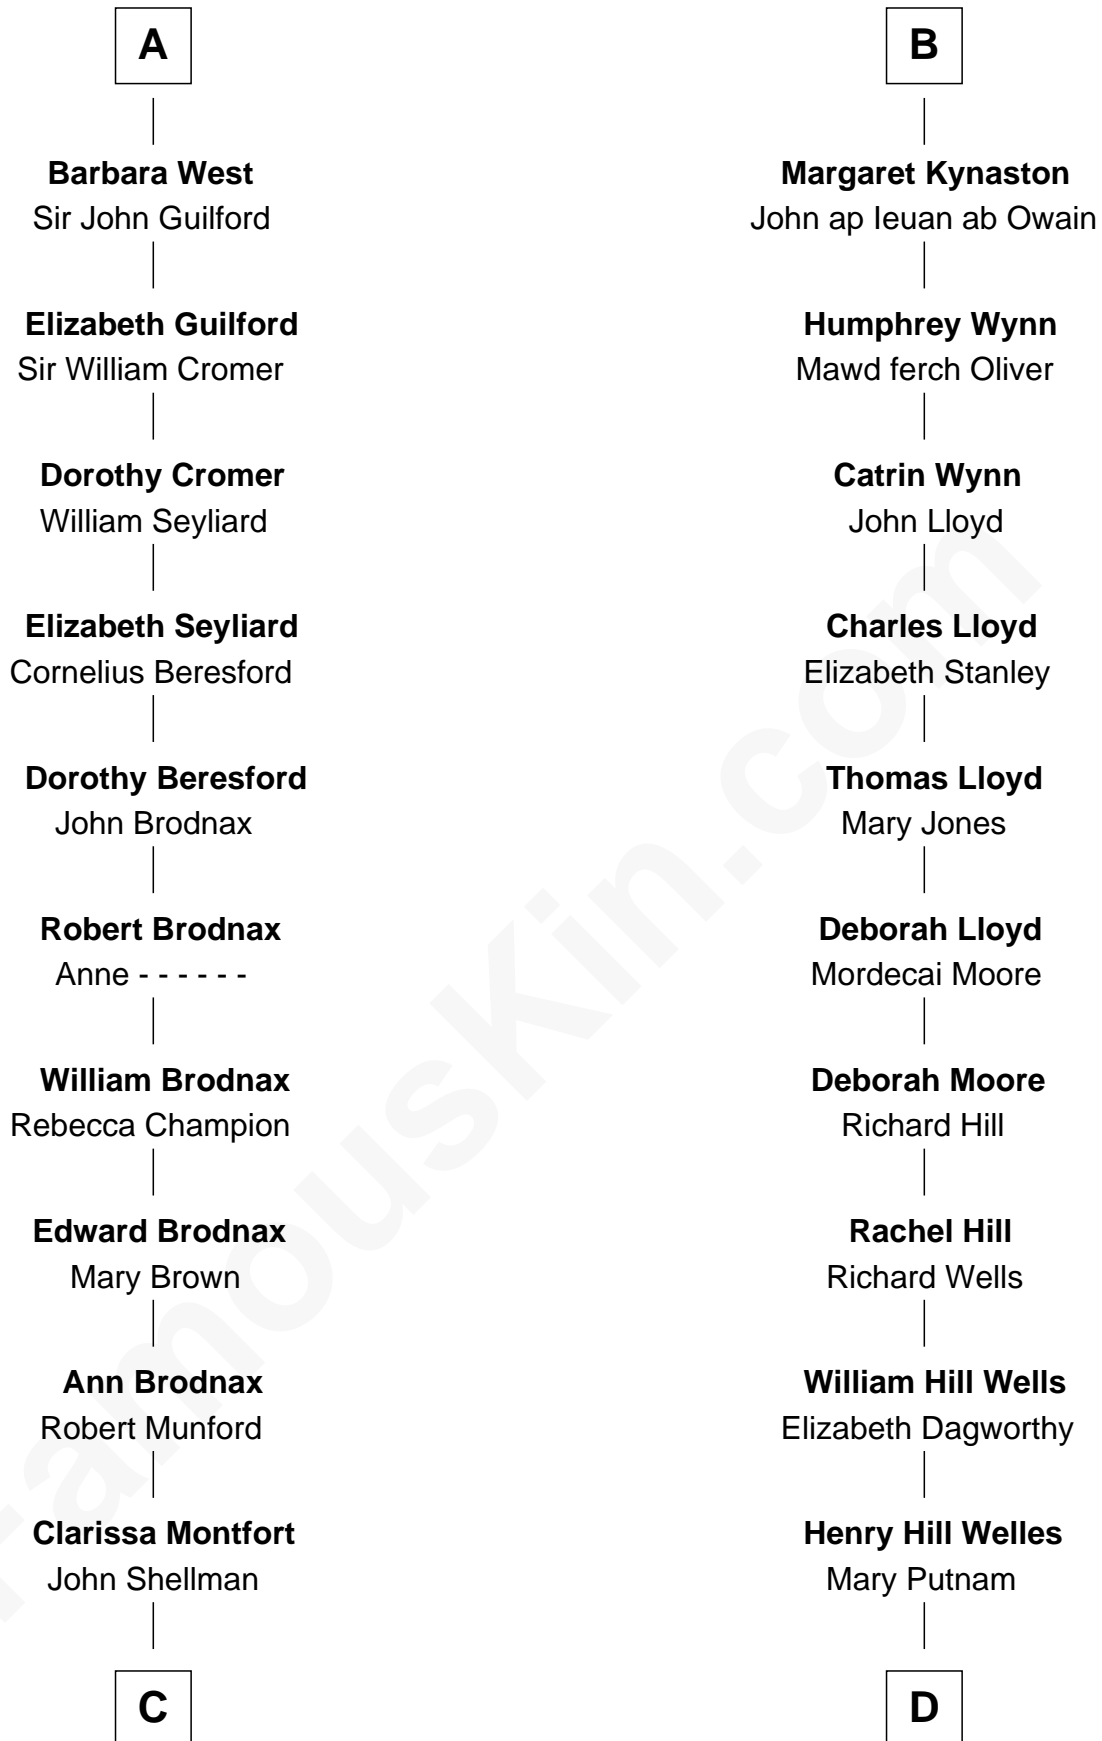 A
Barbara West
Sir John Guilford
Elizabeth Guilford
Sir William Cromer
Dorothy Cromer
William Seyliard
Elizabeth Seyliard
Cornelius Beresford
Dorothy Beresford
John Brodnax
Robert Brodnax
Anne - - - - - -
William Brodnax
Rebecca Champion
Edward Brodnax
Mary Brown
Ann Brodnax
Robert Munford
Clarissa Montfort
John Shellman
C
B
Margaret Kynaston
John ap Ieuan ab Owain
Humphrey Wynn
Mawd ferch Oliver
Catrin Wynn
John Lloyd
Charles Lloyd
Elizabeth Stanley
Thomas Lloyd
Mary Jones
Deborah Lloyd
Mordecai Moore
Deborah Moore
Richard Hill
Rachel Hill
Richard Wells
William Hill Wells
Elizabeth Dagworthy
Henry Hill Welles
Mary Putnam
D
FamousKin.com